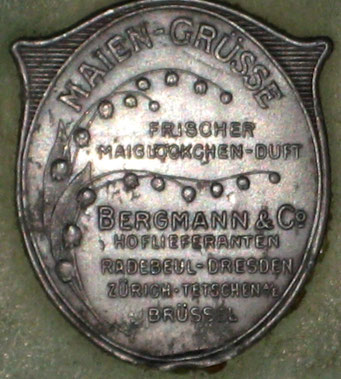 MAIEN-GRÜSSE
FRISCHER
MAIGLÖCKCHEN-DUFT
BERGMANN & Co
HOFLIEFERANTEN
RADEBEUL-DRESDEN
ZÜRICH-TETSCHEN a/E
BRÜSSEL